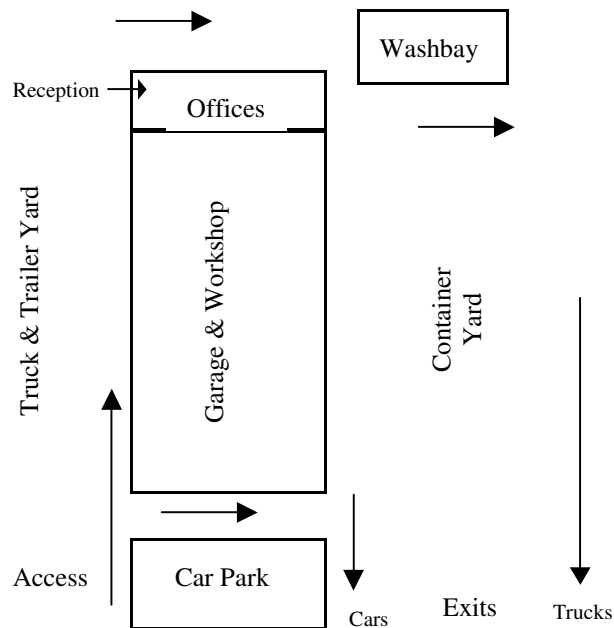 Washbay
Reception
Offices
Truck & Trailer Yard
Garage & Workshop
Container
Yard
Access
Car Park
Cars
Exits
Trucks